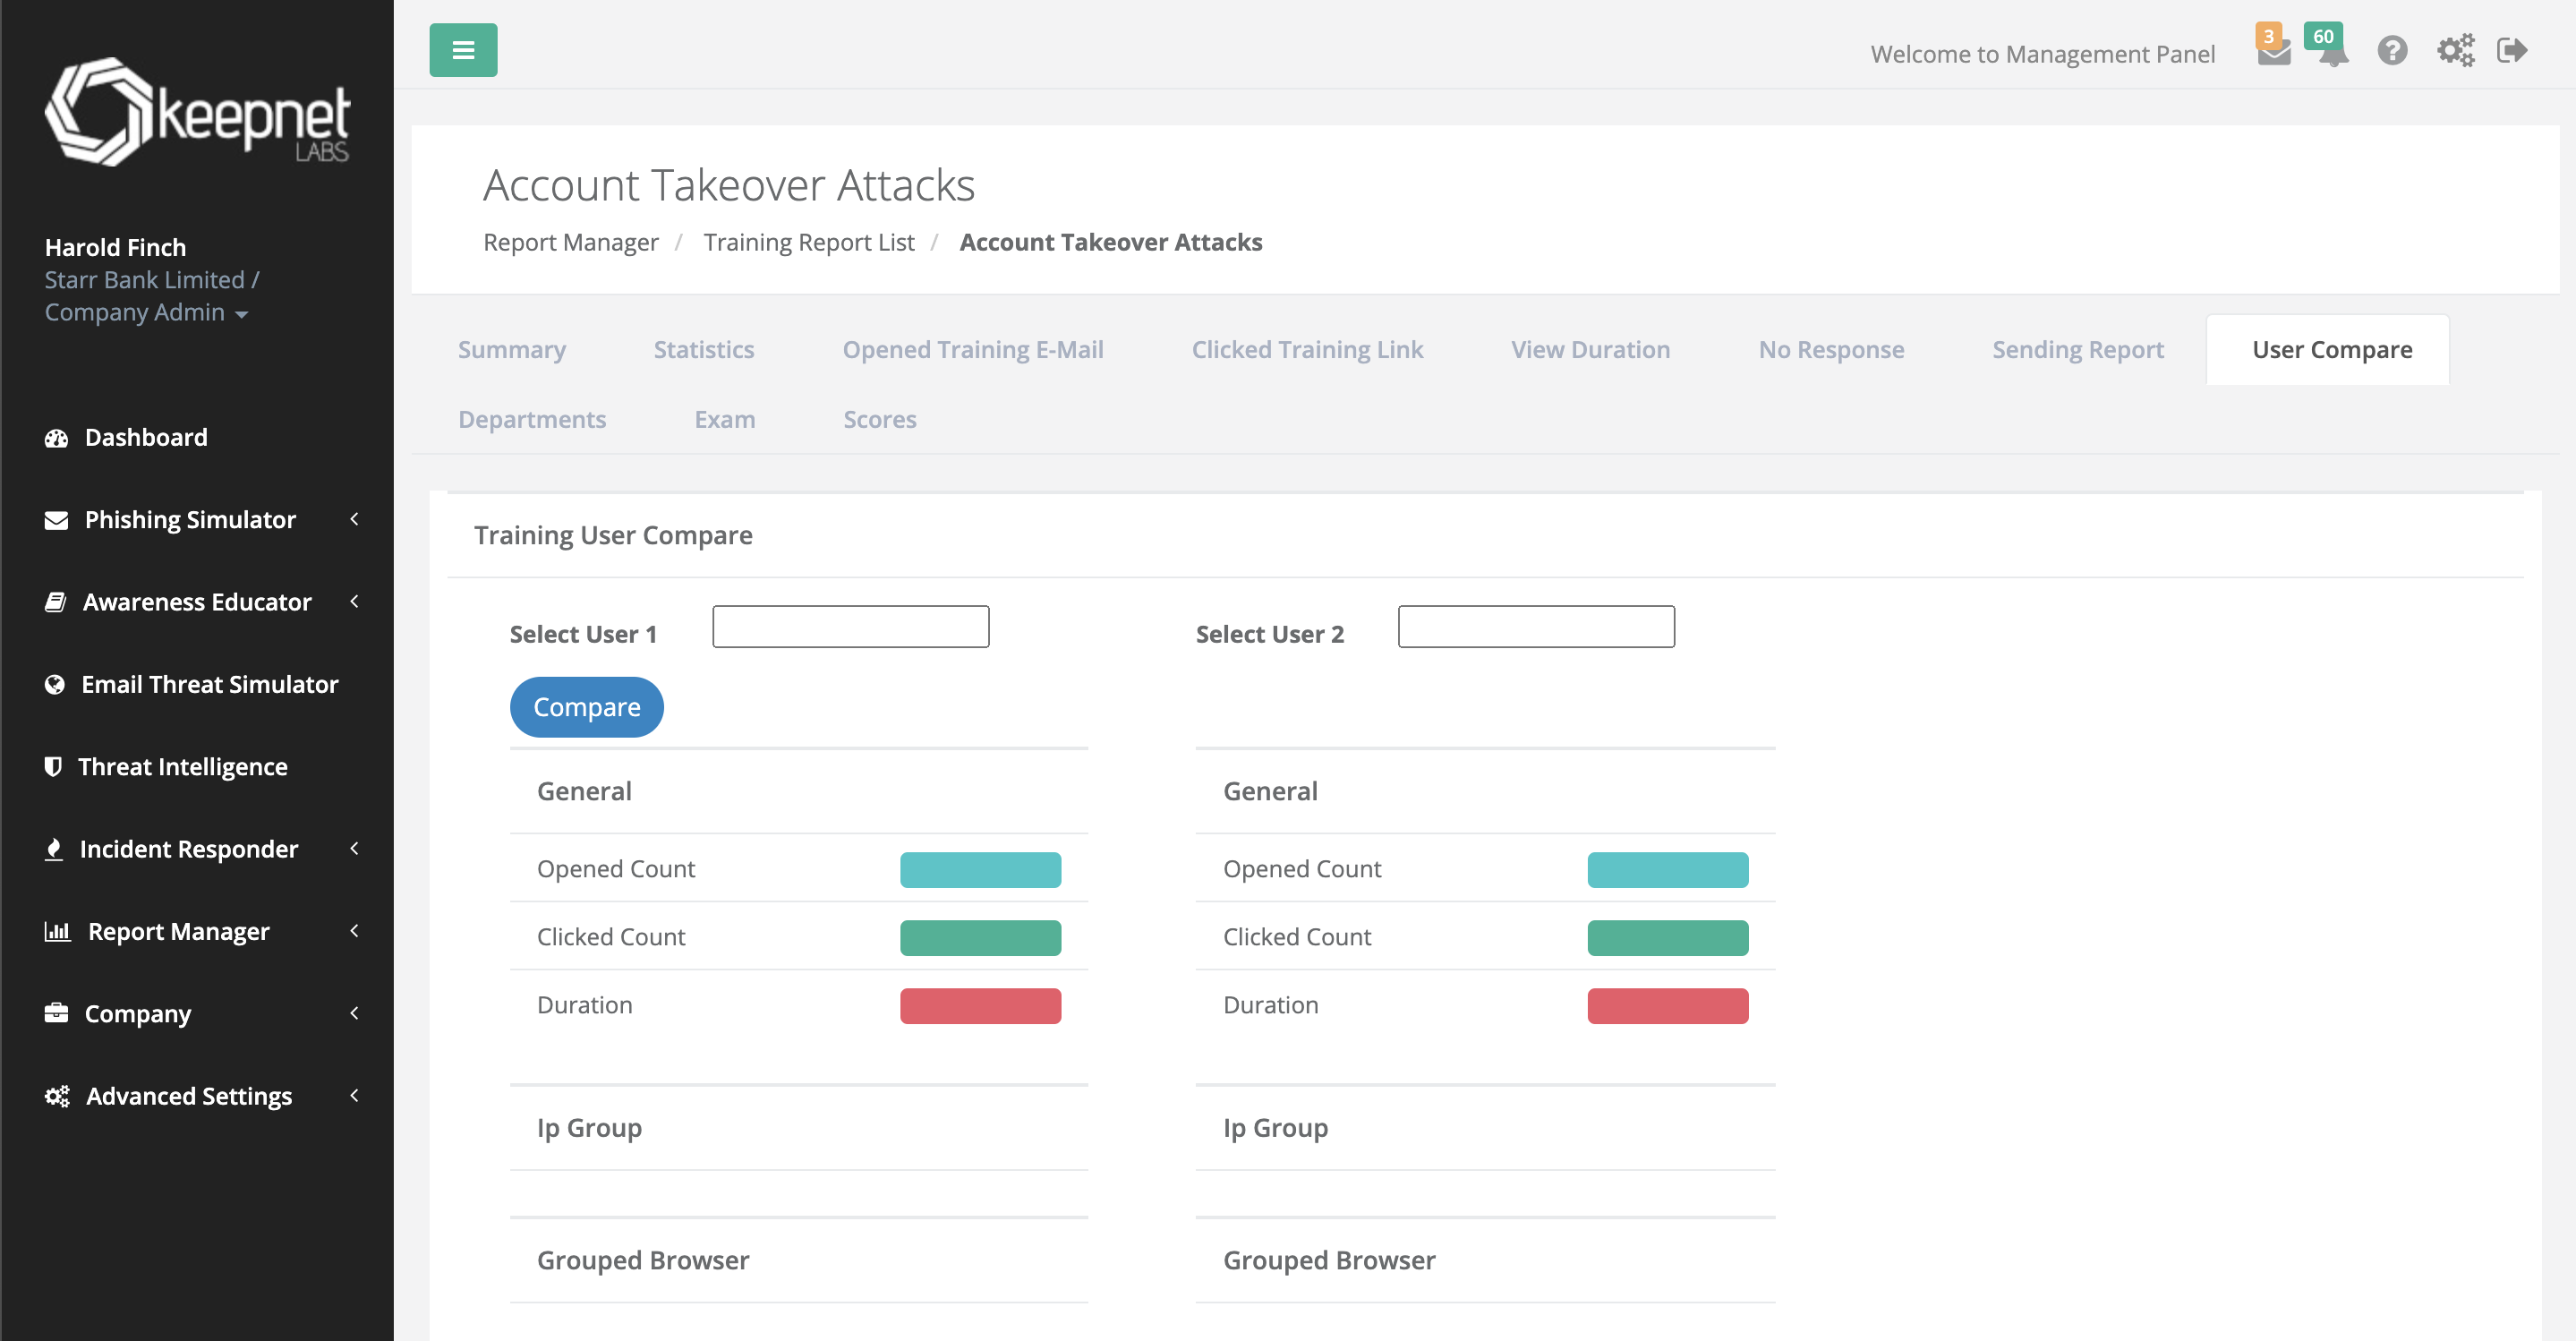 keepnet
LABS
Harold Finch
Starr Bank Limited /
Company Admin
Dashboard
Phishing Simulator
Awareness Educator
Email Threat Simulator
Threat Intelligence
Incident Responder
Report Manager
Company
Advanced Settings
Welcome to Management Panel
3
60
Account Takeover Attacks
Report Manager / Training Report List / Account Takeover Attacks
Summary Statistics Opened Training E-Mail Clicked Training Link View Duration No Response Sending Report User Compare
Departments Exam Scores
Training User Compare
Select User 1 Select User 2
Compare
General General
Opened Count Opened Count
Clicked Count Clicked Count
Duration Duration
Ip Group Ip Group
Grouped Browser Grouped Browser